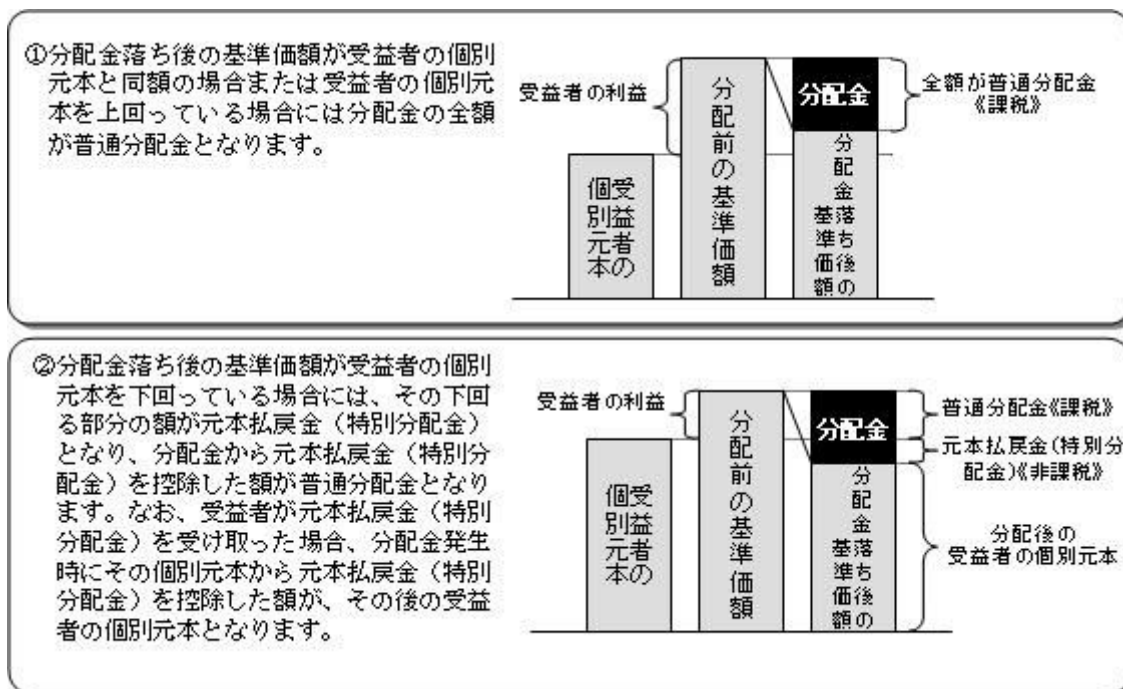 ①分配金落ち後の基準価額が受益者の個別
元本と同額の場合または受益者の個別元
本を上回っている場合には分配金の全額
が普通分配金となります。
受益者の利益
受益者の
個別元本
分配前の基準価額
分配金
分配金落ち後の
基準価額
全額が普通分配金
《課税》
②分配金落ち後の基準価額が受益者の個別
元本を下回っている場合には、その下回
る部分の額が元本払戻金（特別分配金）
となり、分配金から元本払戻金（特別分
配金）を控除した額が普通分配金となり
ます。なお、受益者が元本払戻金（特別
分配金）を受け取った場合、分配金発生
時にその個別元本から元本払戻金（特別
分配金）を控除した額が、その後の受益
者の個別元本となります。
受益者の利益
受益者の
個別元本
分配前の基準価額
分配金
分配金落ち後の
基準価額
普通分配金《課税》
元本払戻金(特別分
配金)《非課税》
分配後の
受益者の個別元本